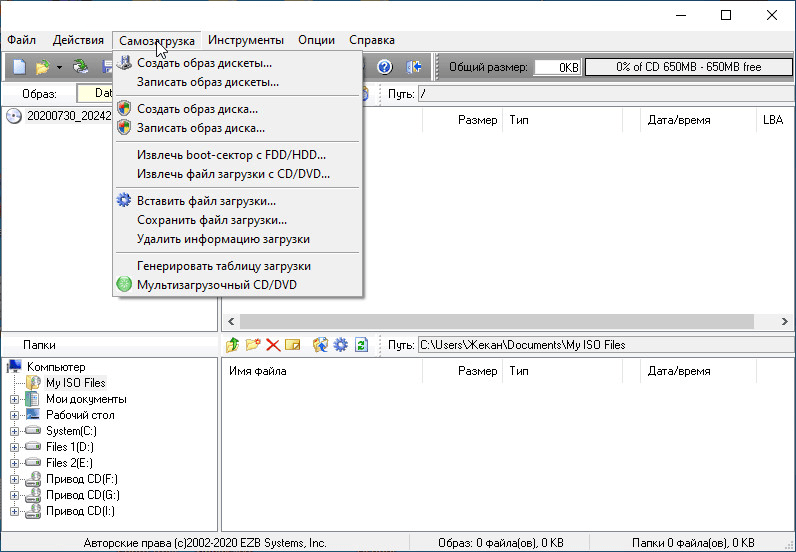 Файл Действия Самозагрузка Инструменты Опции Справка
Общий размер: 0KB 0% of CD 650MB - 650MB free
Образ: Dat Путь: /
20200730_20242 Размер Тип Дата/время LBA
Создать образ дискеты...
Записать образ дискеты...
Создать образ диска...
Записать образ диска...
Извлечь boot-сектор с FDD/HDD...
Извлечь файл загрузки с CD/DVD...
Вставить файл загрузки...
Сохранить файл загрузки...
Удалить информацию загрузки
Генерировать таблицу загрузки
Мультизагрузочный CD/DVD
Папки Путь: C:\Users\Жекан\Documents\My ISO Files
Имя файла Размер Тип Дата/время
Компьютер
My ISO Files
Мои документы
Рабочий стол
System(C:)
Files 1(D:)
Files 2(E:)
Привод CD(F:)
Привод CD(G:)
Привод CD(I:)
Авторские права (c)2002-2020 EZB Systems, Inc. Образ: 0 файла(ов), 0 KB Папки 0 файла(ов), 0 KB